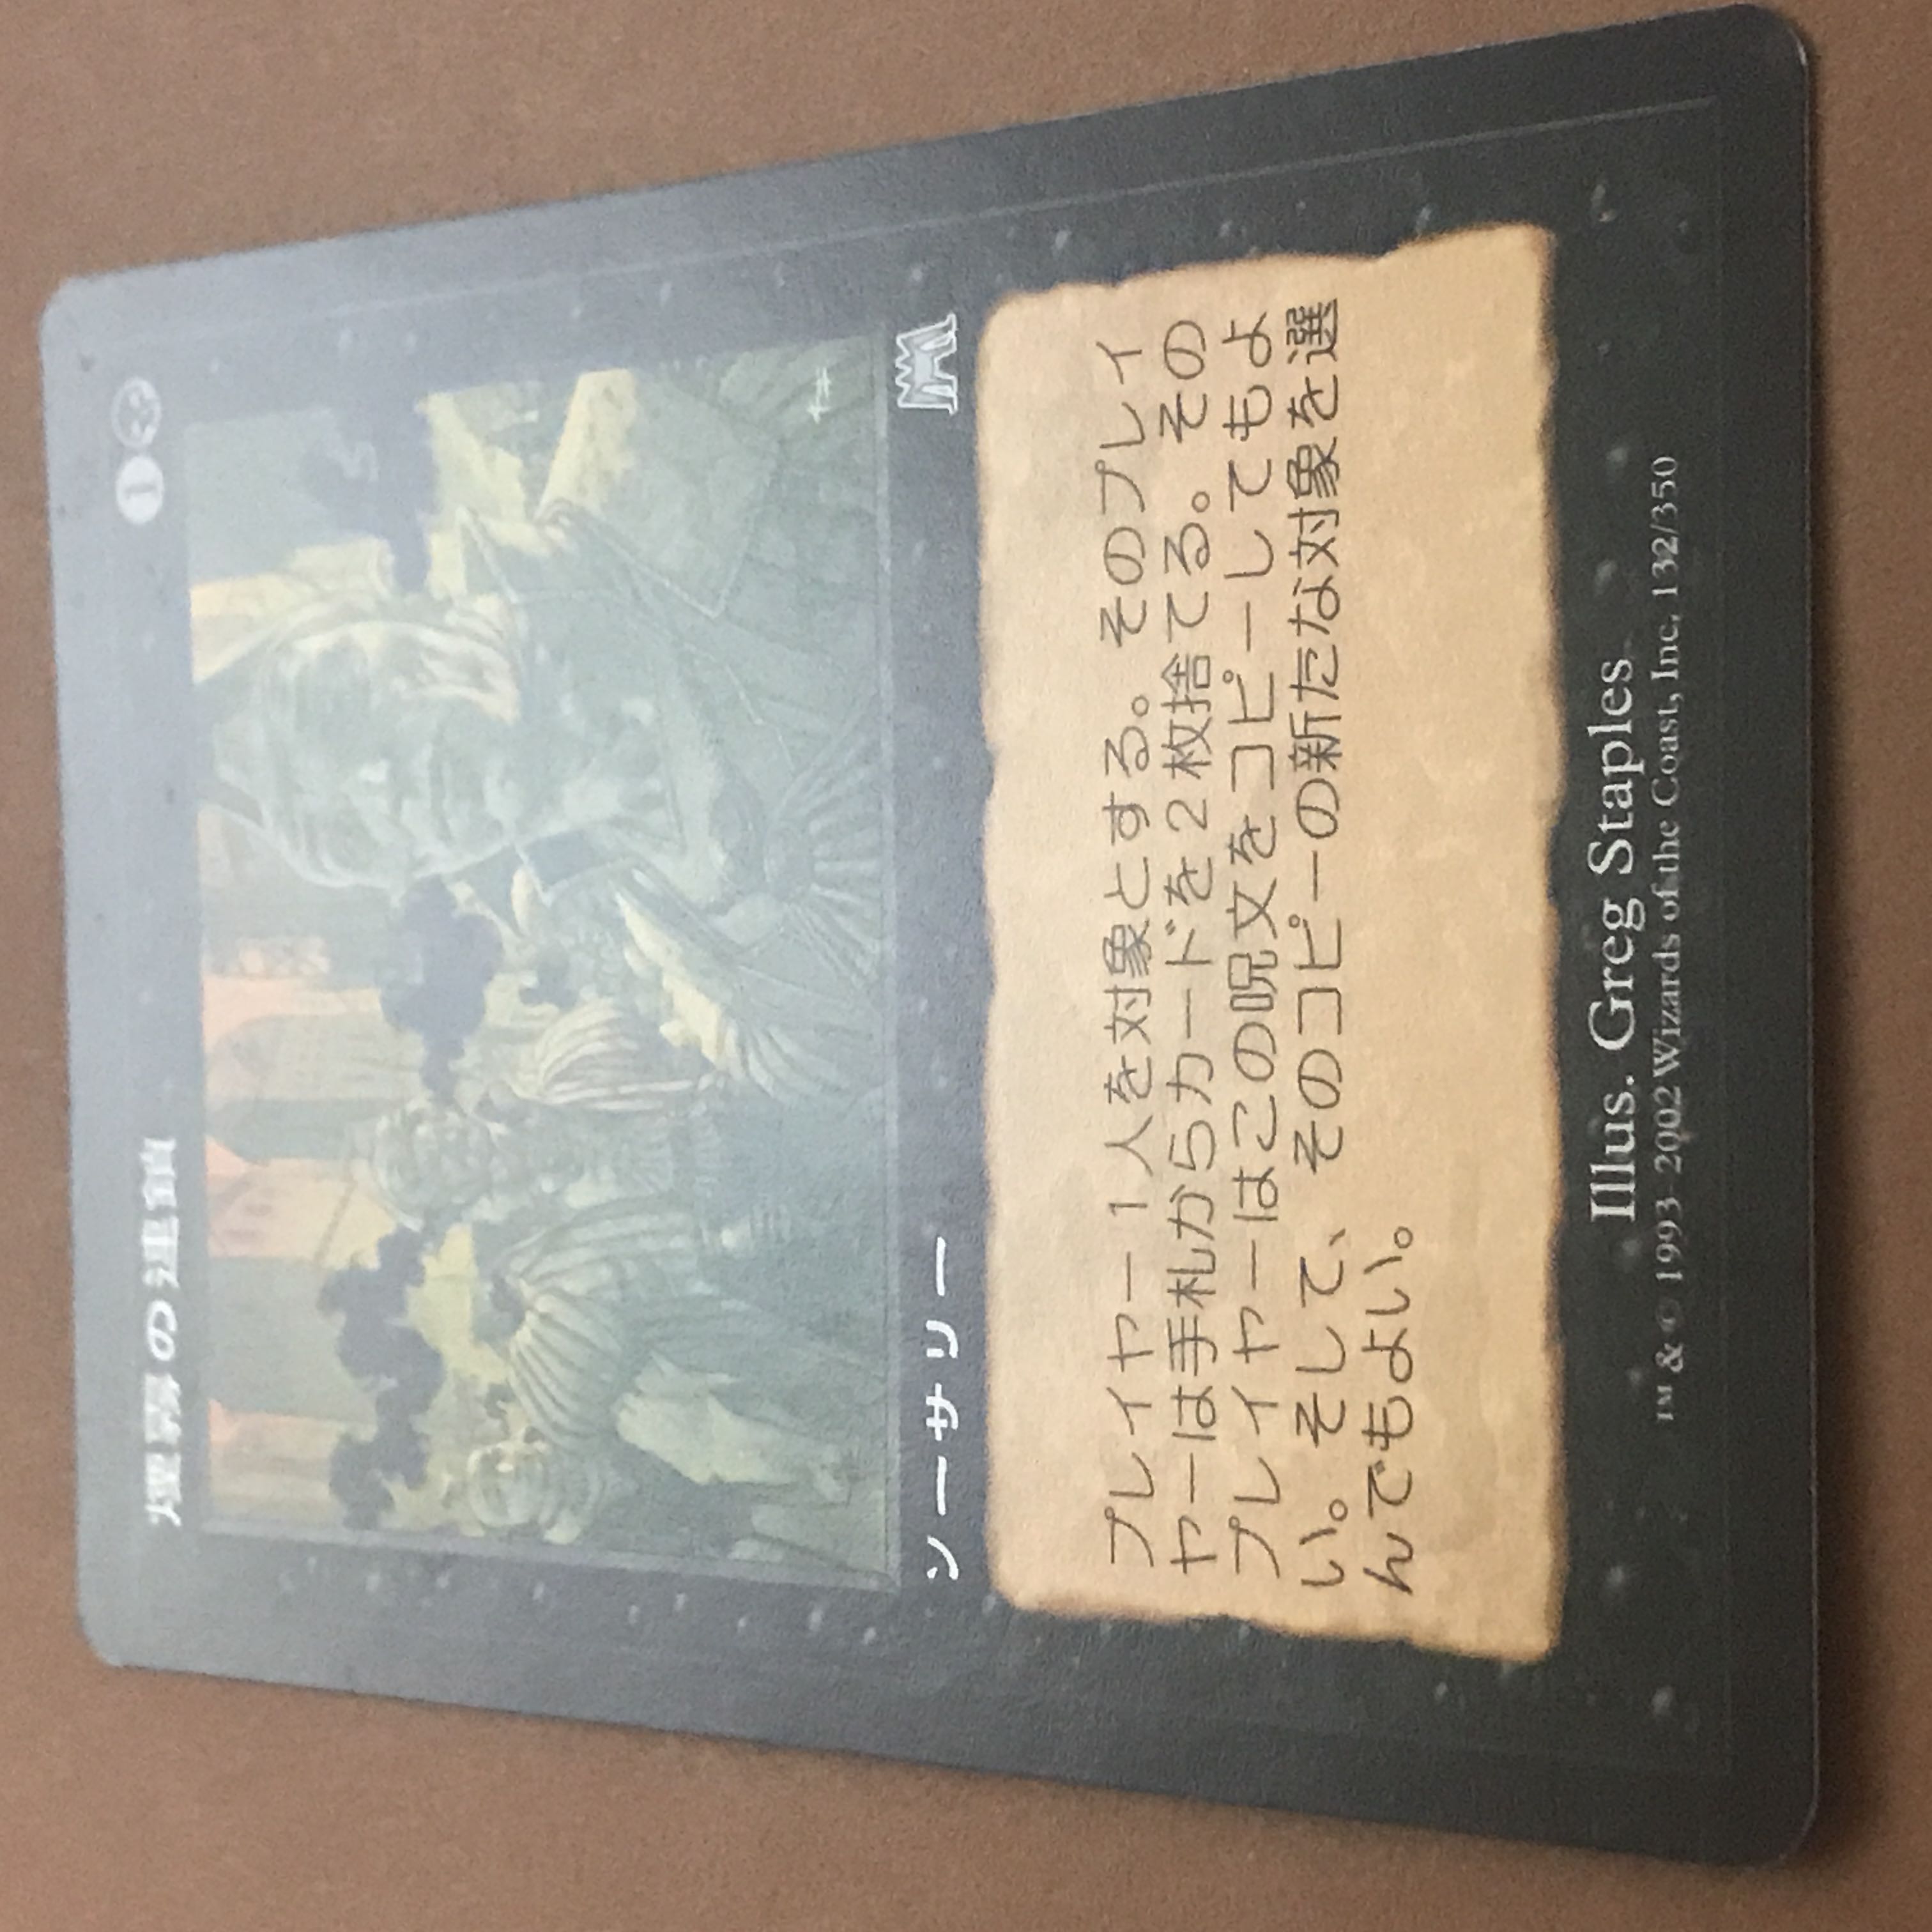 煙霧の連鎖
1
ソーサリー
プレイヤー1人を対象とする。そのプレイ
ヤーは手札からカードを2枚捨てる。その
プレイヤーはこの呪文をコピーしてもよ
い。そして、そのコピーの新たな対象を選
んでもよい。
Illus. Greg Staples
™ & © 1993-2002 Wizards of the Coast, Inc. 132/350